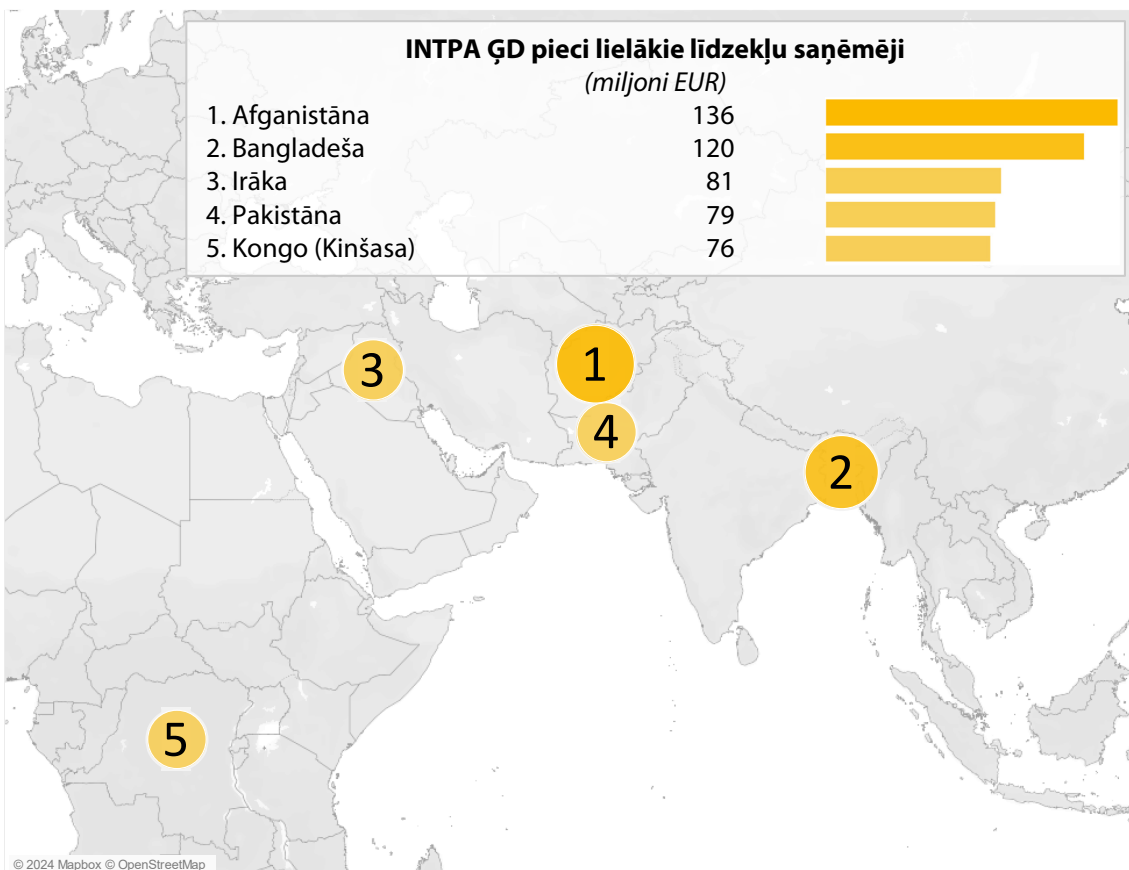 INTPA ĢD pieci lielākie līdzekļu saņēmēji
(miljoni EUR)
1. Afganistāna 136
2. Bangladeša 120
3. Irāka 81
4. Pakistāna 79
5. Kongo (Kinšasa) 76
1
3
4
2
5
© 2024 Mapbox © OpenStreetMap